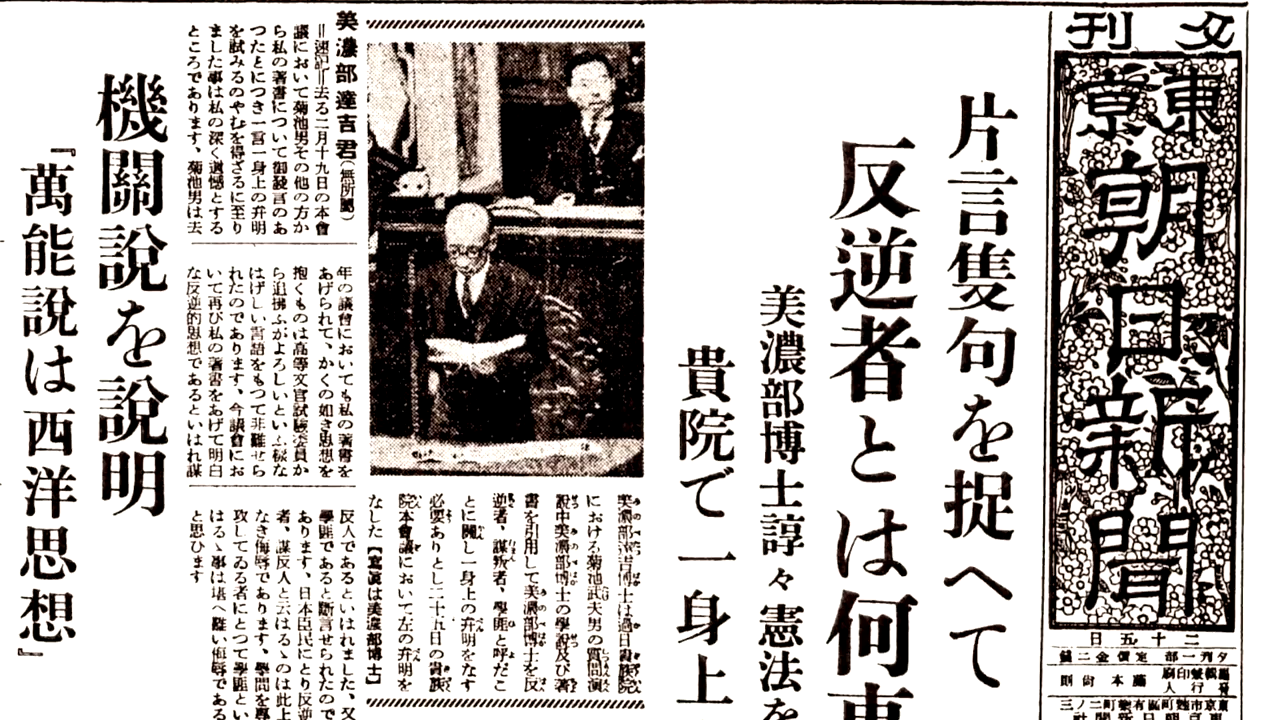 夕刊
東京朝日新聞
二十五日
夕刊一部 定價金二錢
片言隻句を捉へて
反逆者とは何事
美濃部博士諄々憲法を
貴院で一身上
美濃部達吉博士は過日貴族院
における菊池武夫男の質問演
說中美濃部博士の學說及び著
書を引用して美濃部博士を反
逆者、謀叛者、學匪と呼だこ
とに關し一身上の弁明をなす
必要ありとし二十五日の貴族
院本會議において左の弁明を
なした【寫眞は美濃部博士】
美濃部達吉君(無所屬)
=速記=去る二月十九日の本會
議において菊池男その他の方か
ら私の著書について御發言のあ
つたとにつき一言一身上の弁明
を試みるのやむを得ざるに至り
ました事は私の深く遺憾とする
ところであります、菊池男は去
年の議會においても私の著書を
あげられて、かくの如き思想を
抱くものは高等文官試驗委員か
ら追拂ふがよろしいといふ樣な
はげしい言語をもつて非難せら
れたのであります、今議會にお
いて再び私の著書をあげて明白
な反逆的思想であるといはれ謀
反人であるといはれました、又
學匪であると斷言せられたので
あります、日本臣民にとり反逆
者、謀反人と云はるゝのは此上
なき侮辱であります、學問を專
攻してゐる者にとつて學匪とい
はるゝ事は堪へ難い侮辱である
と思ひます
機關說を說明
『萬能說は西洋思想』